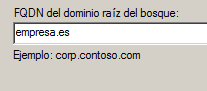 FQDN del dominio raíz del bosque:
empresa.es
Ejemplo: corp.contoso.com